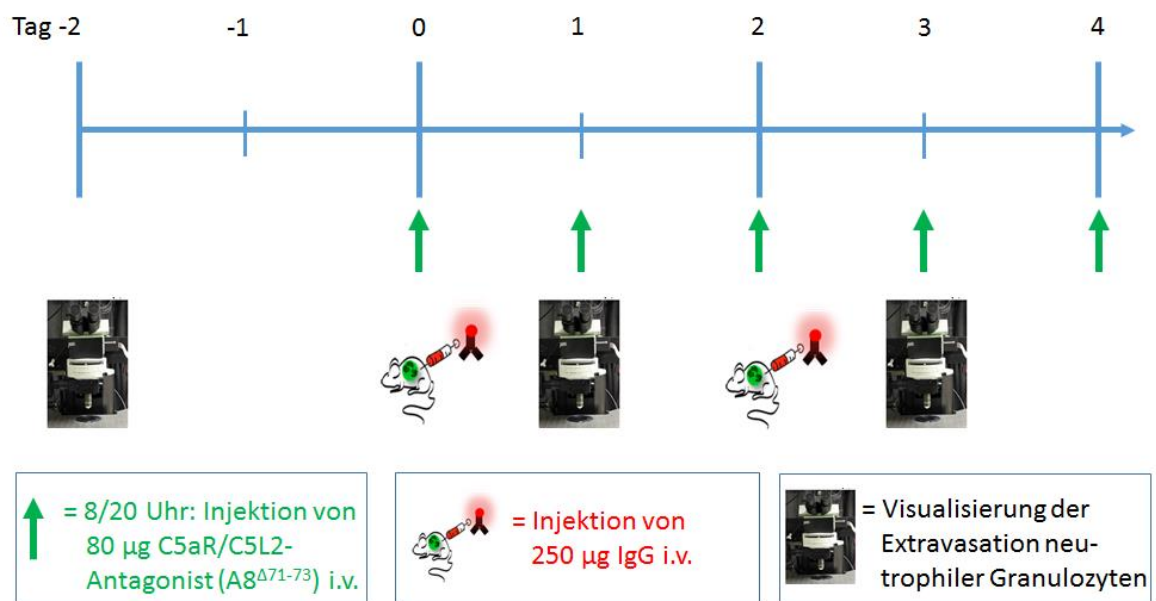 Tag -2 -1 0 1 2 3 4
= 8/20 Uhr: Injektion von
80 µg C5aR/C5L2-
Antagonist (A8Δ71-73) i.v.
= Injektion von
250 µg IgG i.v.
= Visualisierung der
Extravasation neu-
trophiler Granulozyten